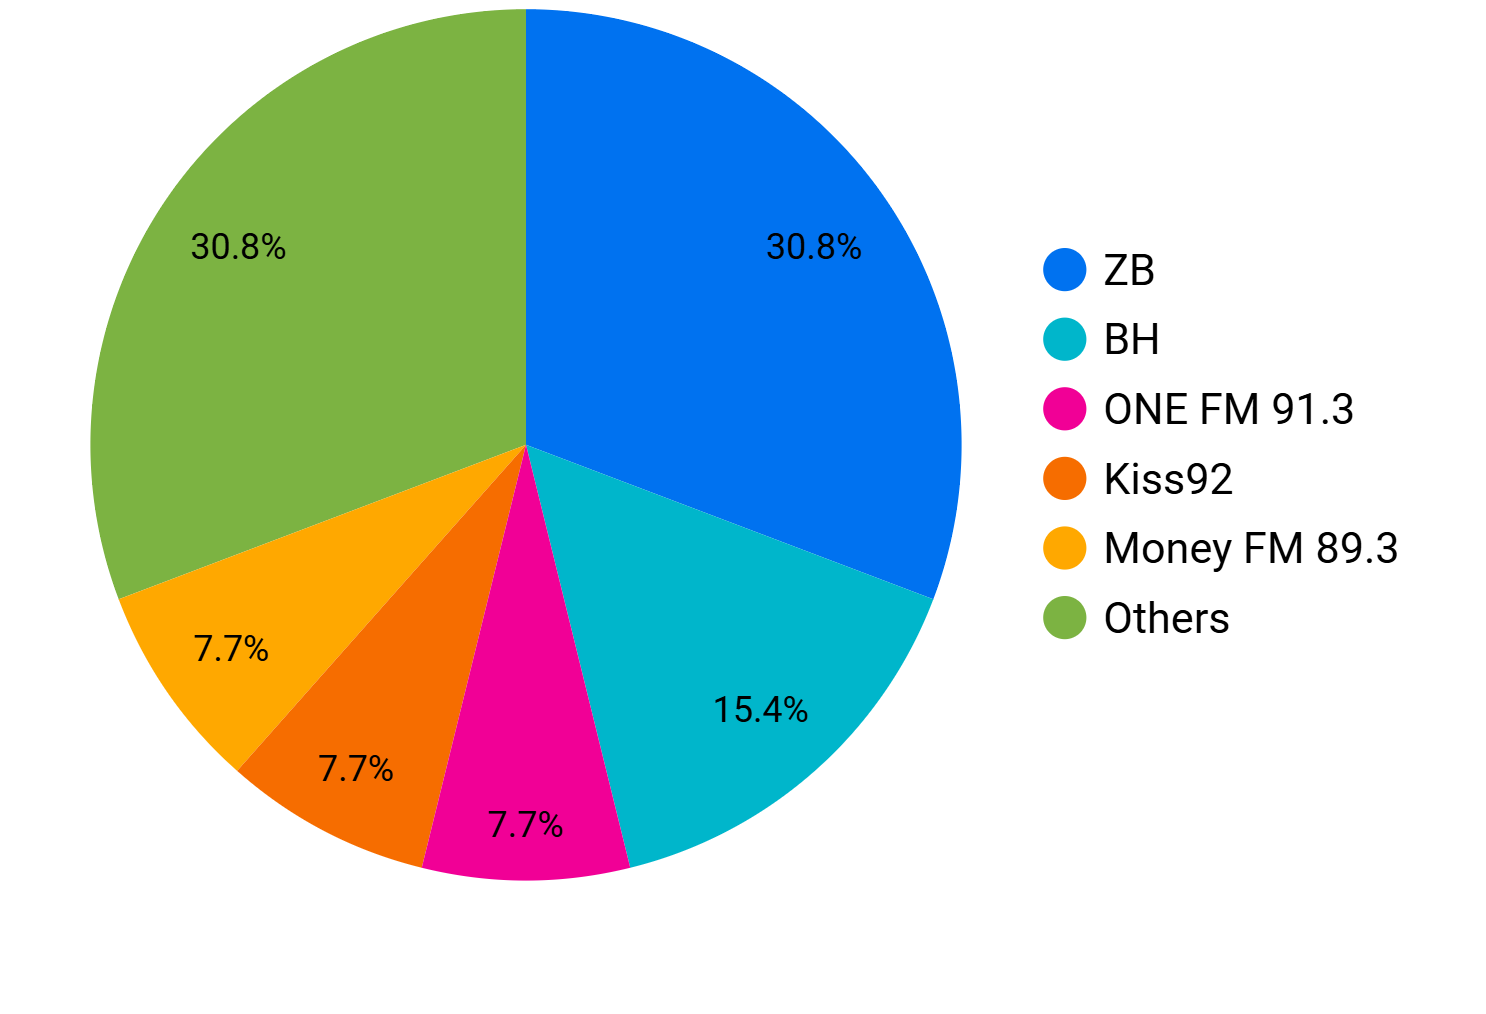 30.8%
30.8%
15.4%
7.7%
7.7%
7.7%
ZB
BH
ONE FM 91.3
Kiss92
Money FM 89.3
Others